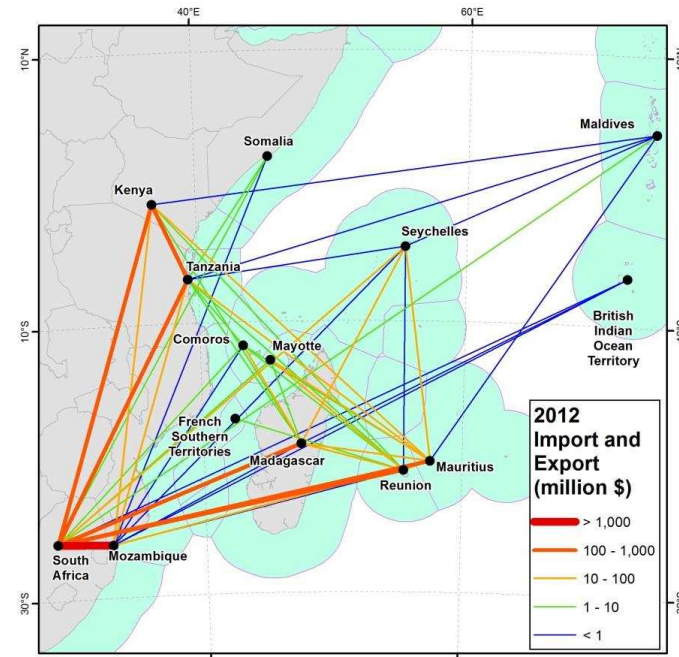 40°E
60°E
10°N
10°N
Maldives
Somalia
Kenya
Seychelles
Tanzania
10°S
Comoros
Mayotte
British
Indian
Ocean
Territory
French
Southern
Territories
Madagascar
Mauritius
Reunion
South
Africa
Mozambique
30°S
2012
Import and
Export
(million $)
> 1,000
100 - 1,000
10 - 100
1 - 10
< 1